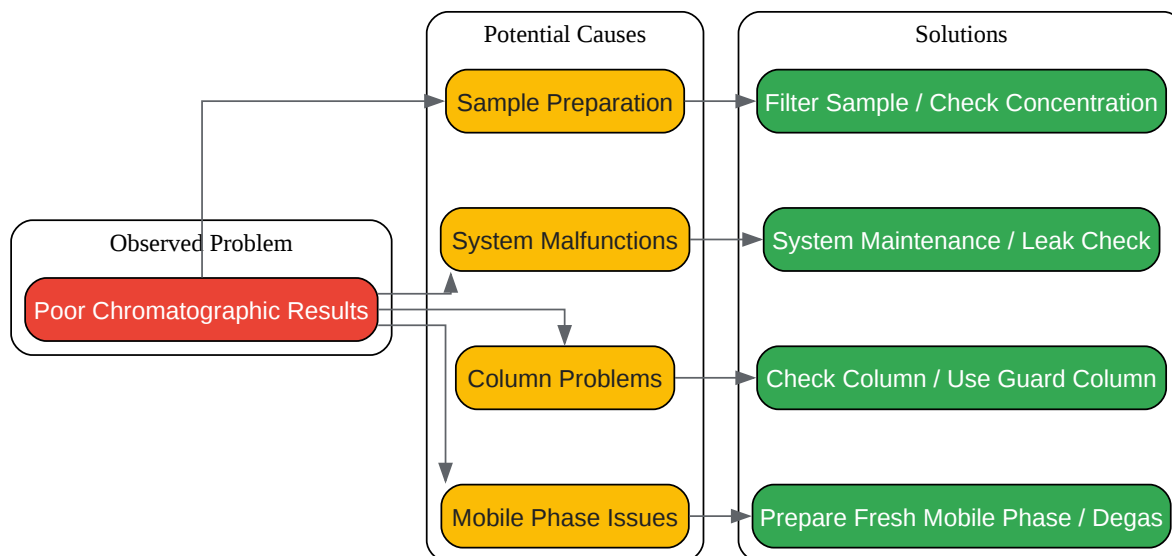 Potential Causes
Solutions
Sample Preparation
Filter Sample / Check Concentration
System Malfunctions
System Maintenance / Leak Check
Observed Problem
Poor Chromatographic Results
Column Problems
Check Column / Use Guard Column
Mobile Phase Issues
Prepare Fresh Mobile Phase / Degas